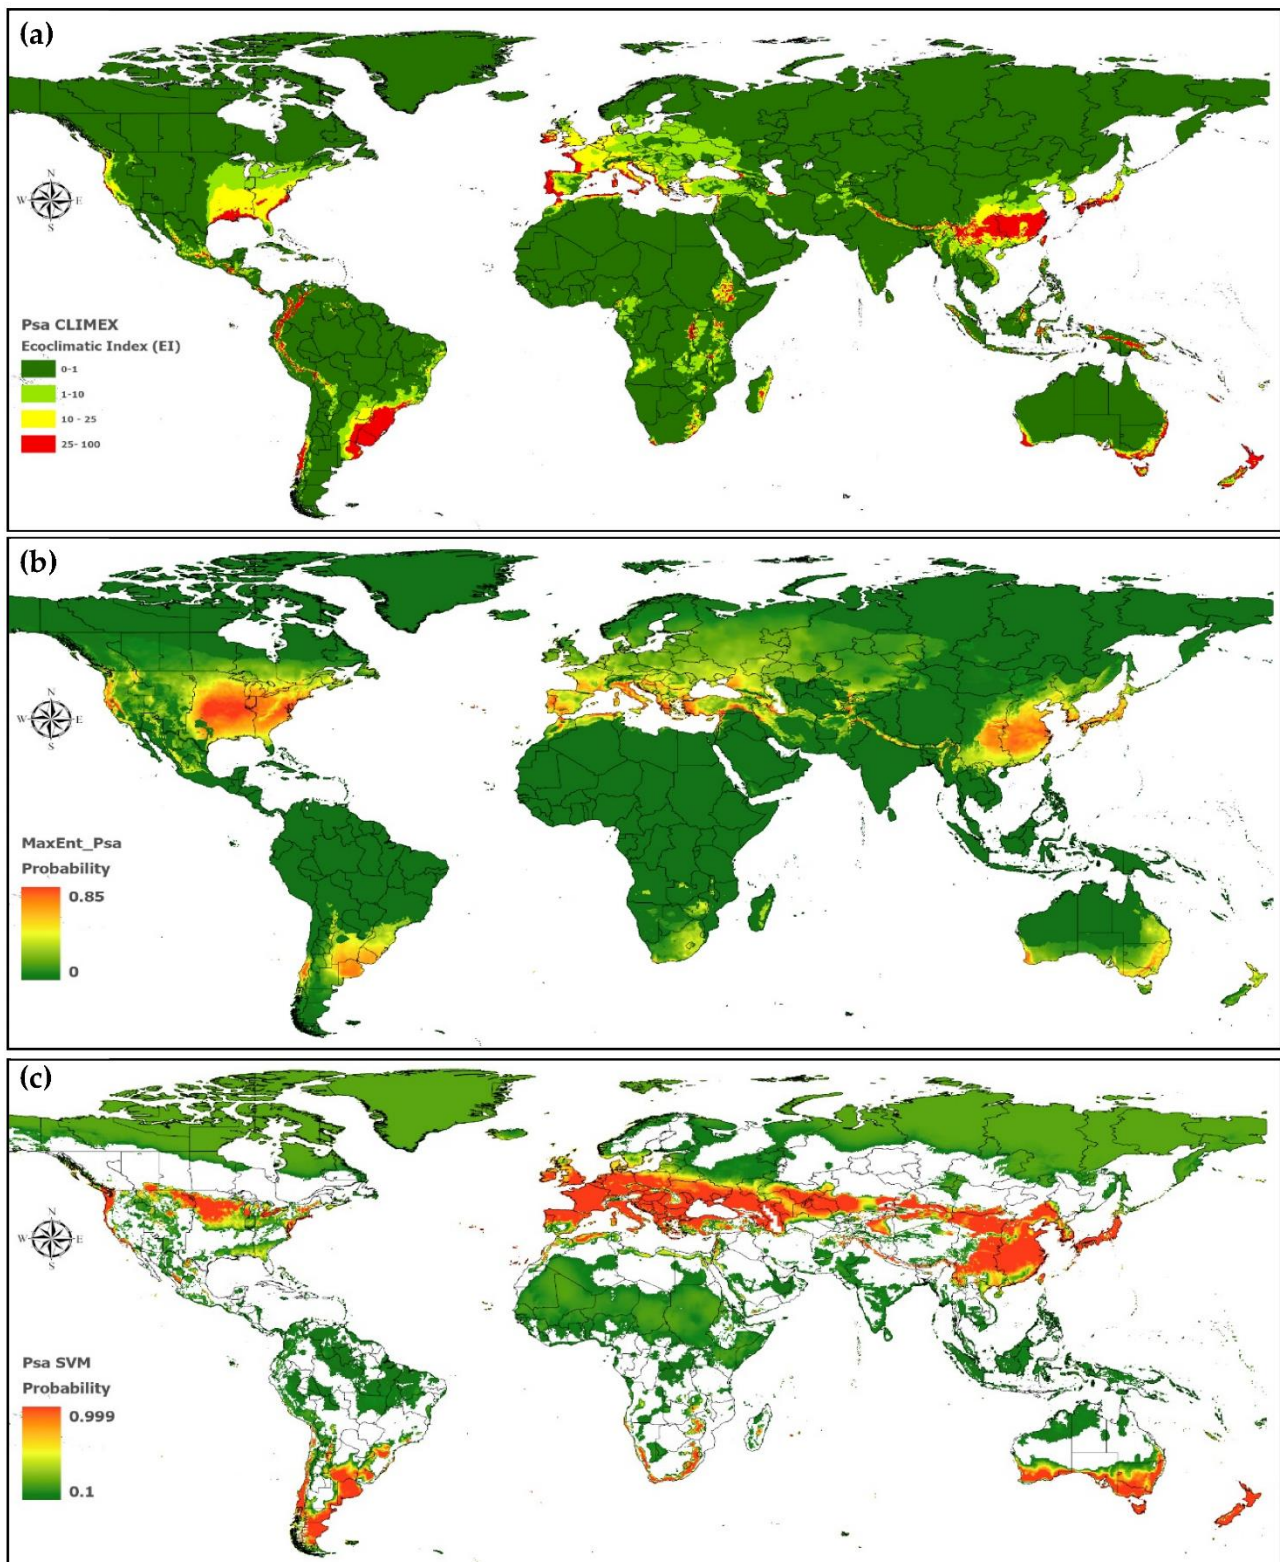 (a)
N
W
E
S
Psa CLIMEX
Ecoclimatic Index (EI)
0-1
1-10
10 - 25
25- 100
(b)
N
W
E
S
MaxEnt_Psa
Probability
0.85
0
(c)
N
W
E
S
Psa SVM
Probability
0.999
0.1